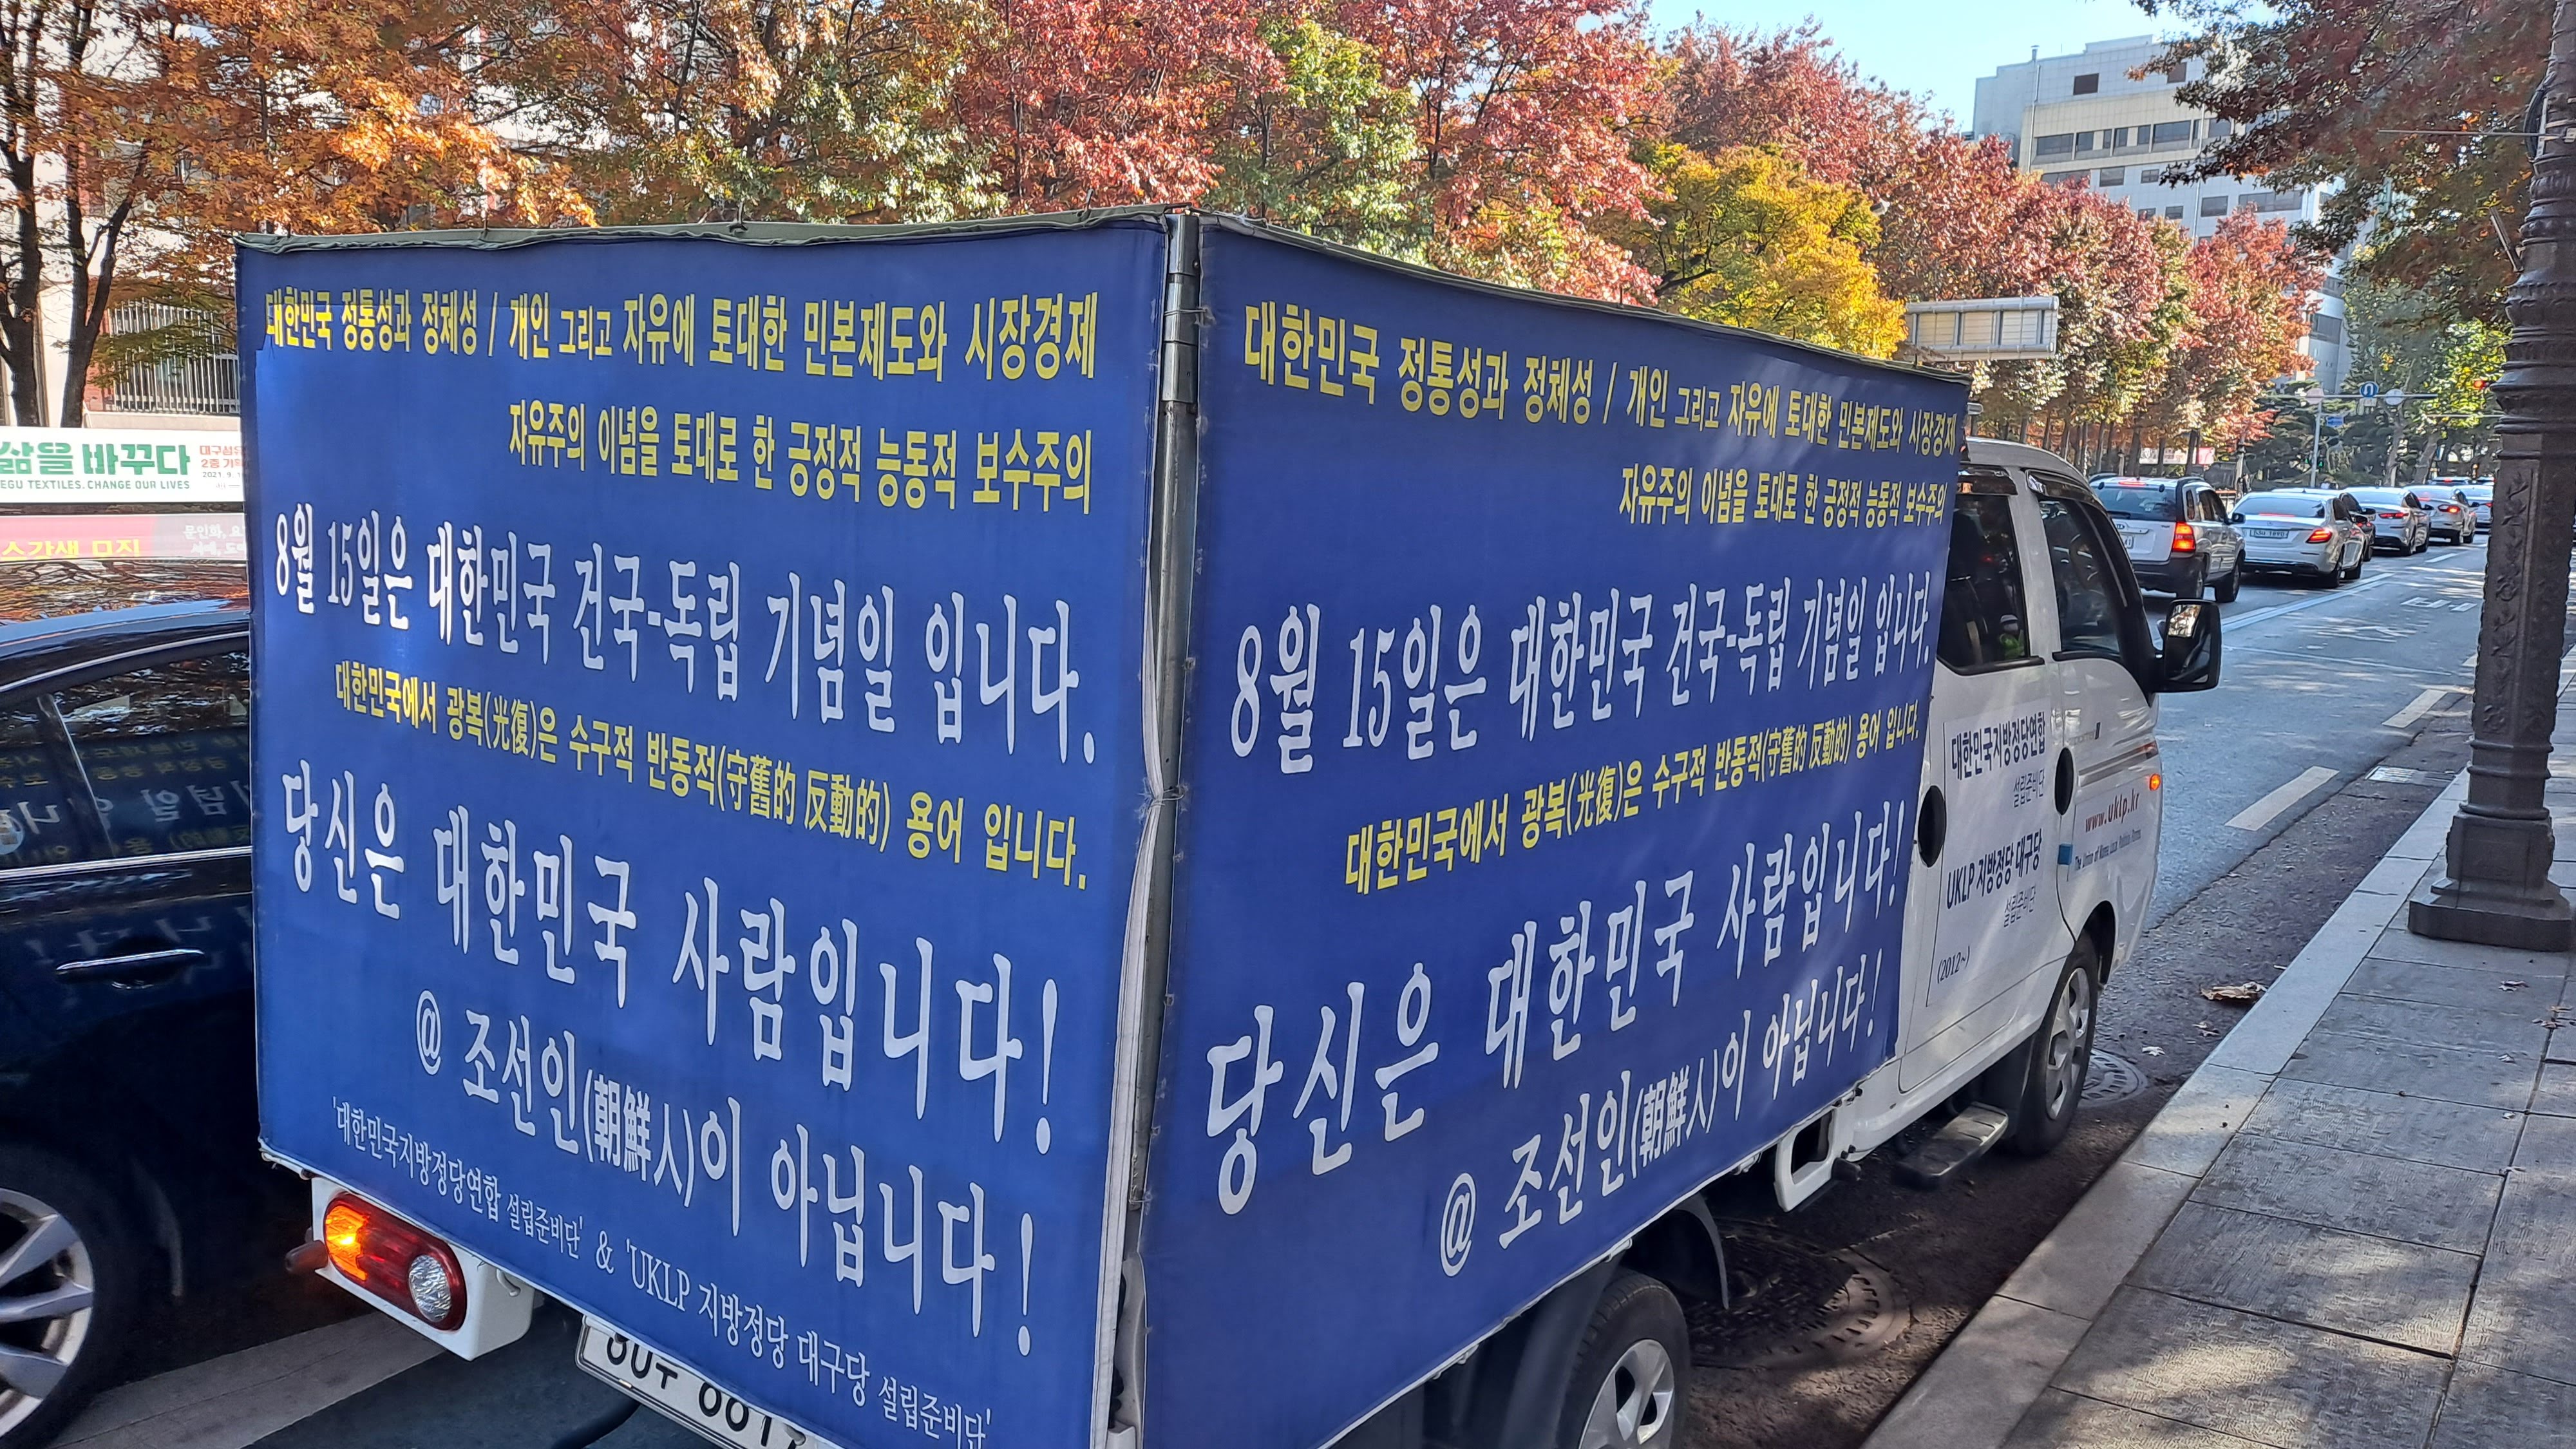 대한민국 정통성과 정체성 / 개인 그리고 자유에 토대한 민본제도와 시장경제
자유주의 이념을 토대로 한 긍정적 능동적 보수주의
8월 15일은 대한민국 건국-독립 기념일 입니다.
대한민국에서 광복(光復)은 수구적 반동적(守舊的 反動的) 용어 입니다.
당신은 대한민국 사람입니다!
@ 조선인(朝鮮人)이 아닙니다!
'대한민국지방정당연합 설립준비단' & 'UKLP 지방정당 대구당 설립준비단'
대한민국 정통성과 정체성 / 개인 그리고 자유에 토대한 민본제도와 시장경제
자유주의 이념을 토대로 한 긍정적 능동적 보수주의
8월 15일은 대한민국 건국-독립 기념일 입니다.
대한민국에서 광복(光復)은 수구적 반동적(守舊的 反動的) 용어 입니다.
당신은 대한민국 사람입니다!
@ 조선인(朝鮮人)이 아닙니다!
대한민국지방정당연합
설립준비단
UKLP 지방정당 대구당
설립준비단
(2012~)
www.uklp.kr
The Union of Korea Local Political Parties
삶을 바꾸다
EGU TEXTILES. CHANGE OUR LIVES